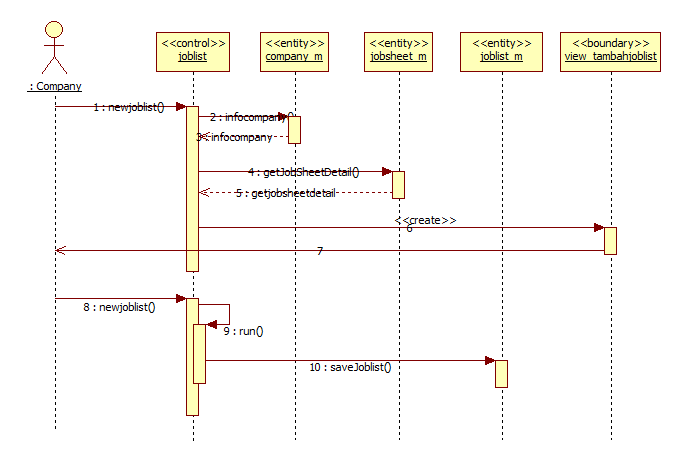 <<control>>
joblist
<<entity>>
company_m
<<entity>>
jobsheet_m
<<entity>>
joblist_m
<<boundary>>
view_tambahjoblist
: Company
1 : newjoblist()
2 : infocompany()
3 : infocompany
4 : getJobSheetDetail()
5 : getjobsheetdetail
<<create>>
6
7
8 : newjoblist()
9 : run()
10 : saveJoblist()